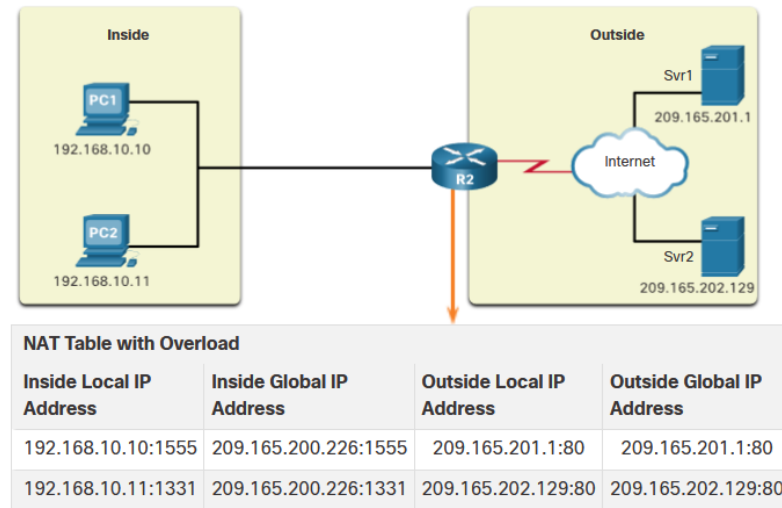 Inside
Outside
PC1
192.168.10.10
PC2
192.168.10.11
R2
Internet
Svr1
209.165.201.1
Svr2
209.165.202.129
NAT Table with Overload
Inside Local IP Address
Inside Global IP Address
Outside Local IP Address
Outside Global IP Address
192.168.10.10:1555 209.165.200.226:1555 209.165.201.1:80 209.165.201.1:80
192.168.10.11:1331 209.165.200.226:1331 209.165.202.129:80 209.165.202.129:80